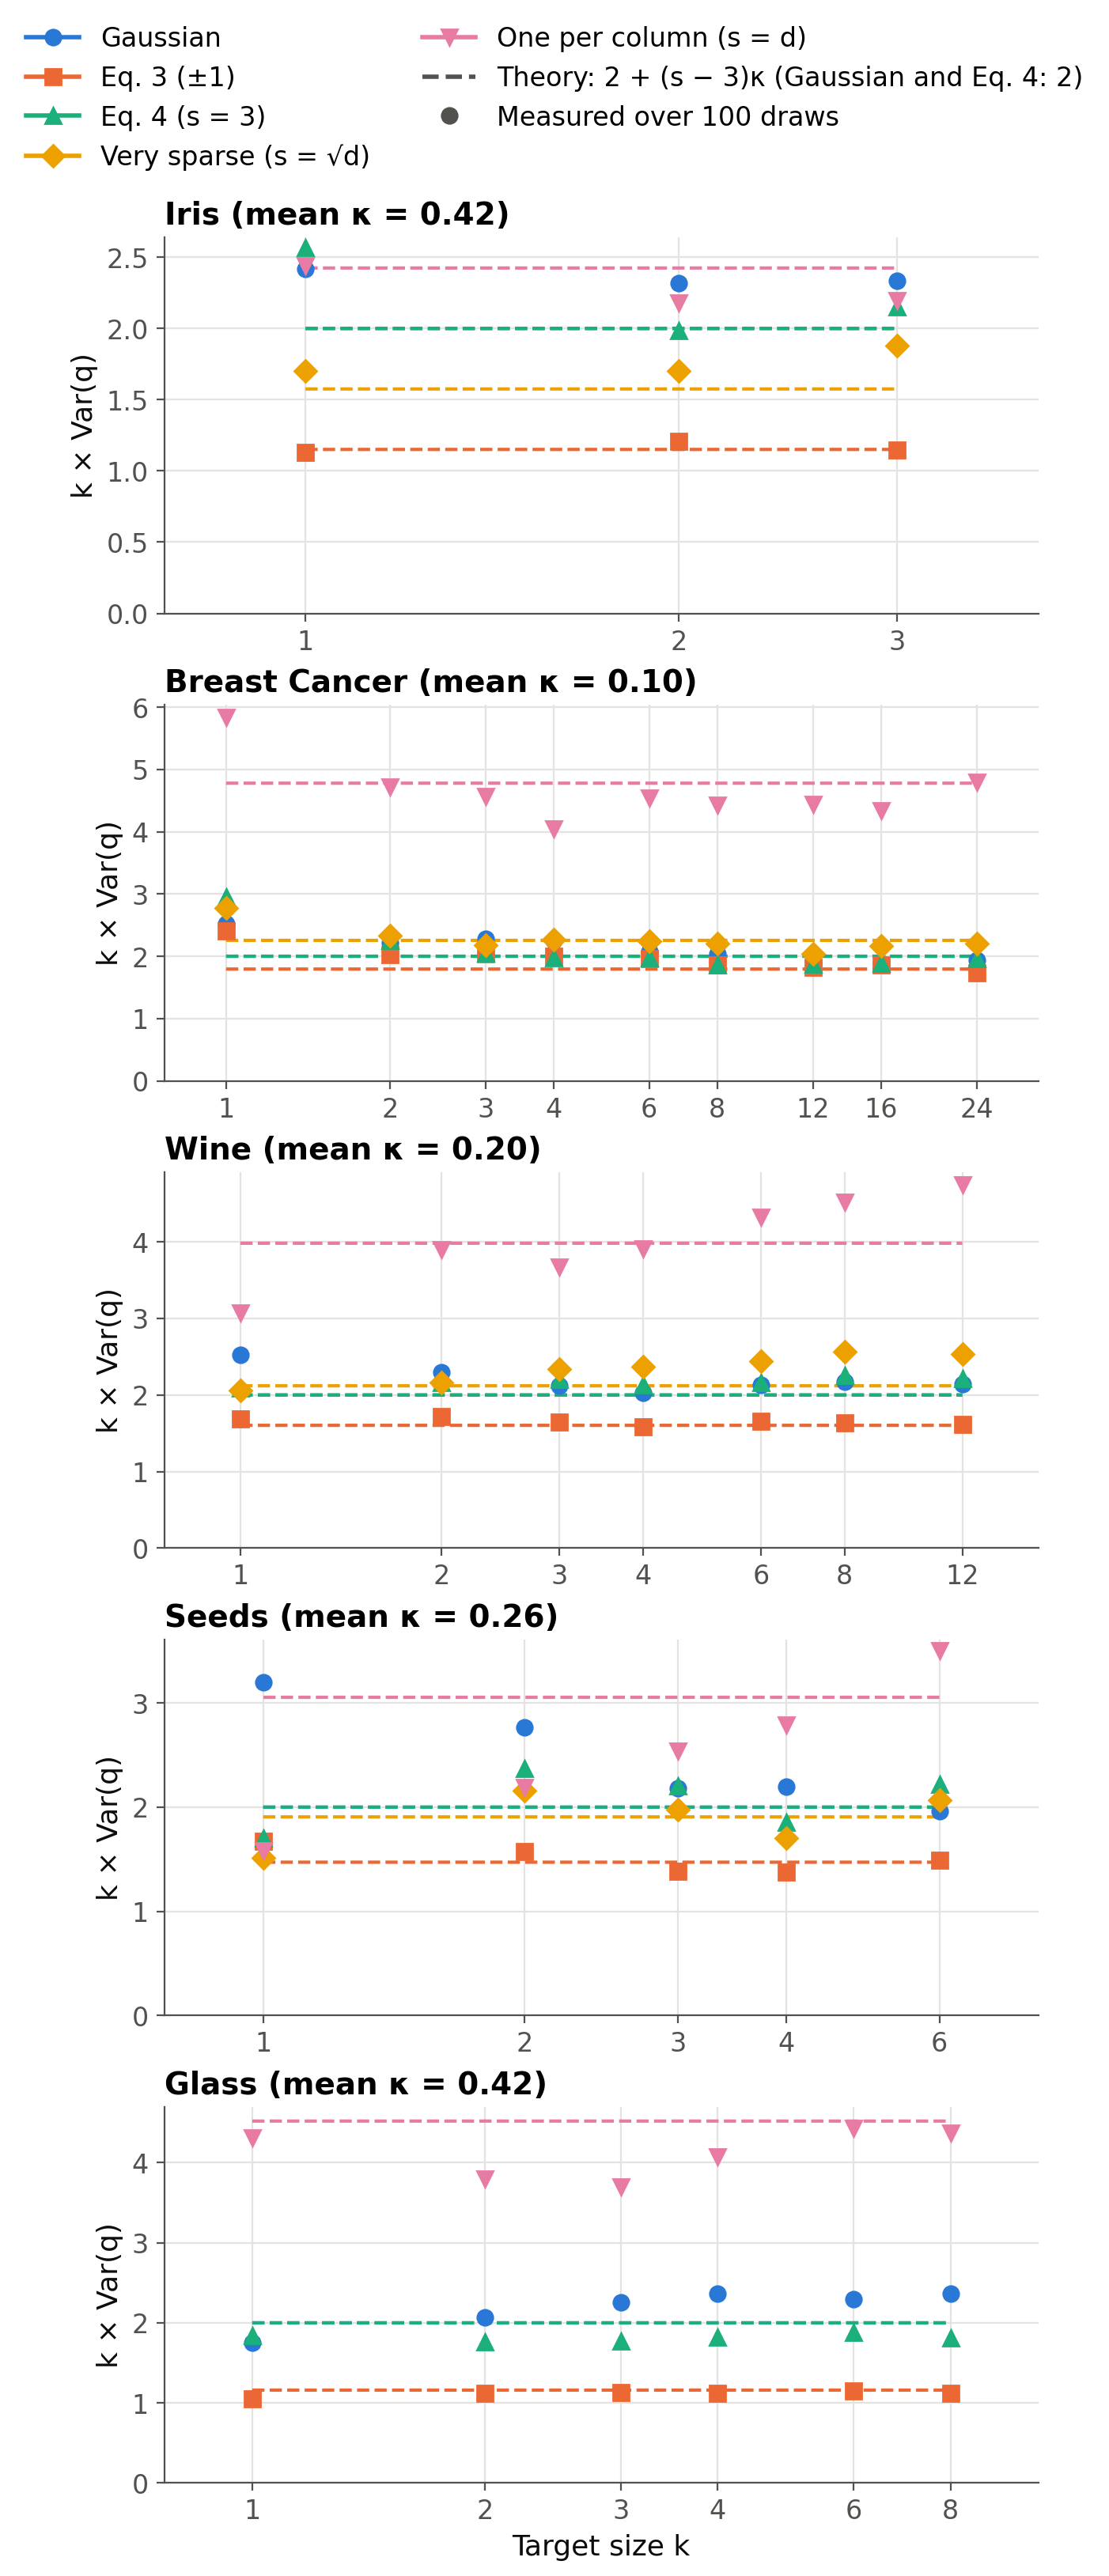 Gaussian
Eq. 3 (±1)
Eq. 4 (s = 3)
Very sparse (s = √d)
One per column (s = d)
Theory: 2 + (s − 3)κ (Gaussian and Eq. 4: 2)
Measured over 100 draws
Iris (mean κ = 0.42)
k × Var(q)
2.5
2.0
1.5
1.0
0.5
0.0
1 2 3
Breast Cancer (mean κ = 0.10)
k × Var(q)
6
5
4
3
2
1
0
1 2 3 4 6 8 12 16 24
Wine (mean κ = 0.20)
k × Var(q)
4
3
2
1
0
1 2 3 4 6 8 12
Seeds (mean κ = 0.26)
k × Var(q)
3
2
1
0
1 2 3 4 6
Glass (mean κ = 0.42)
k × Var(q)
4
3
2
1
0
1 2 3 4 6 8
Target size k